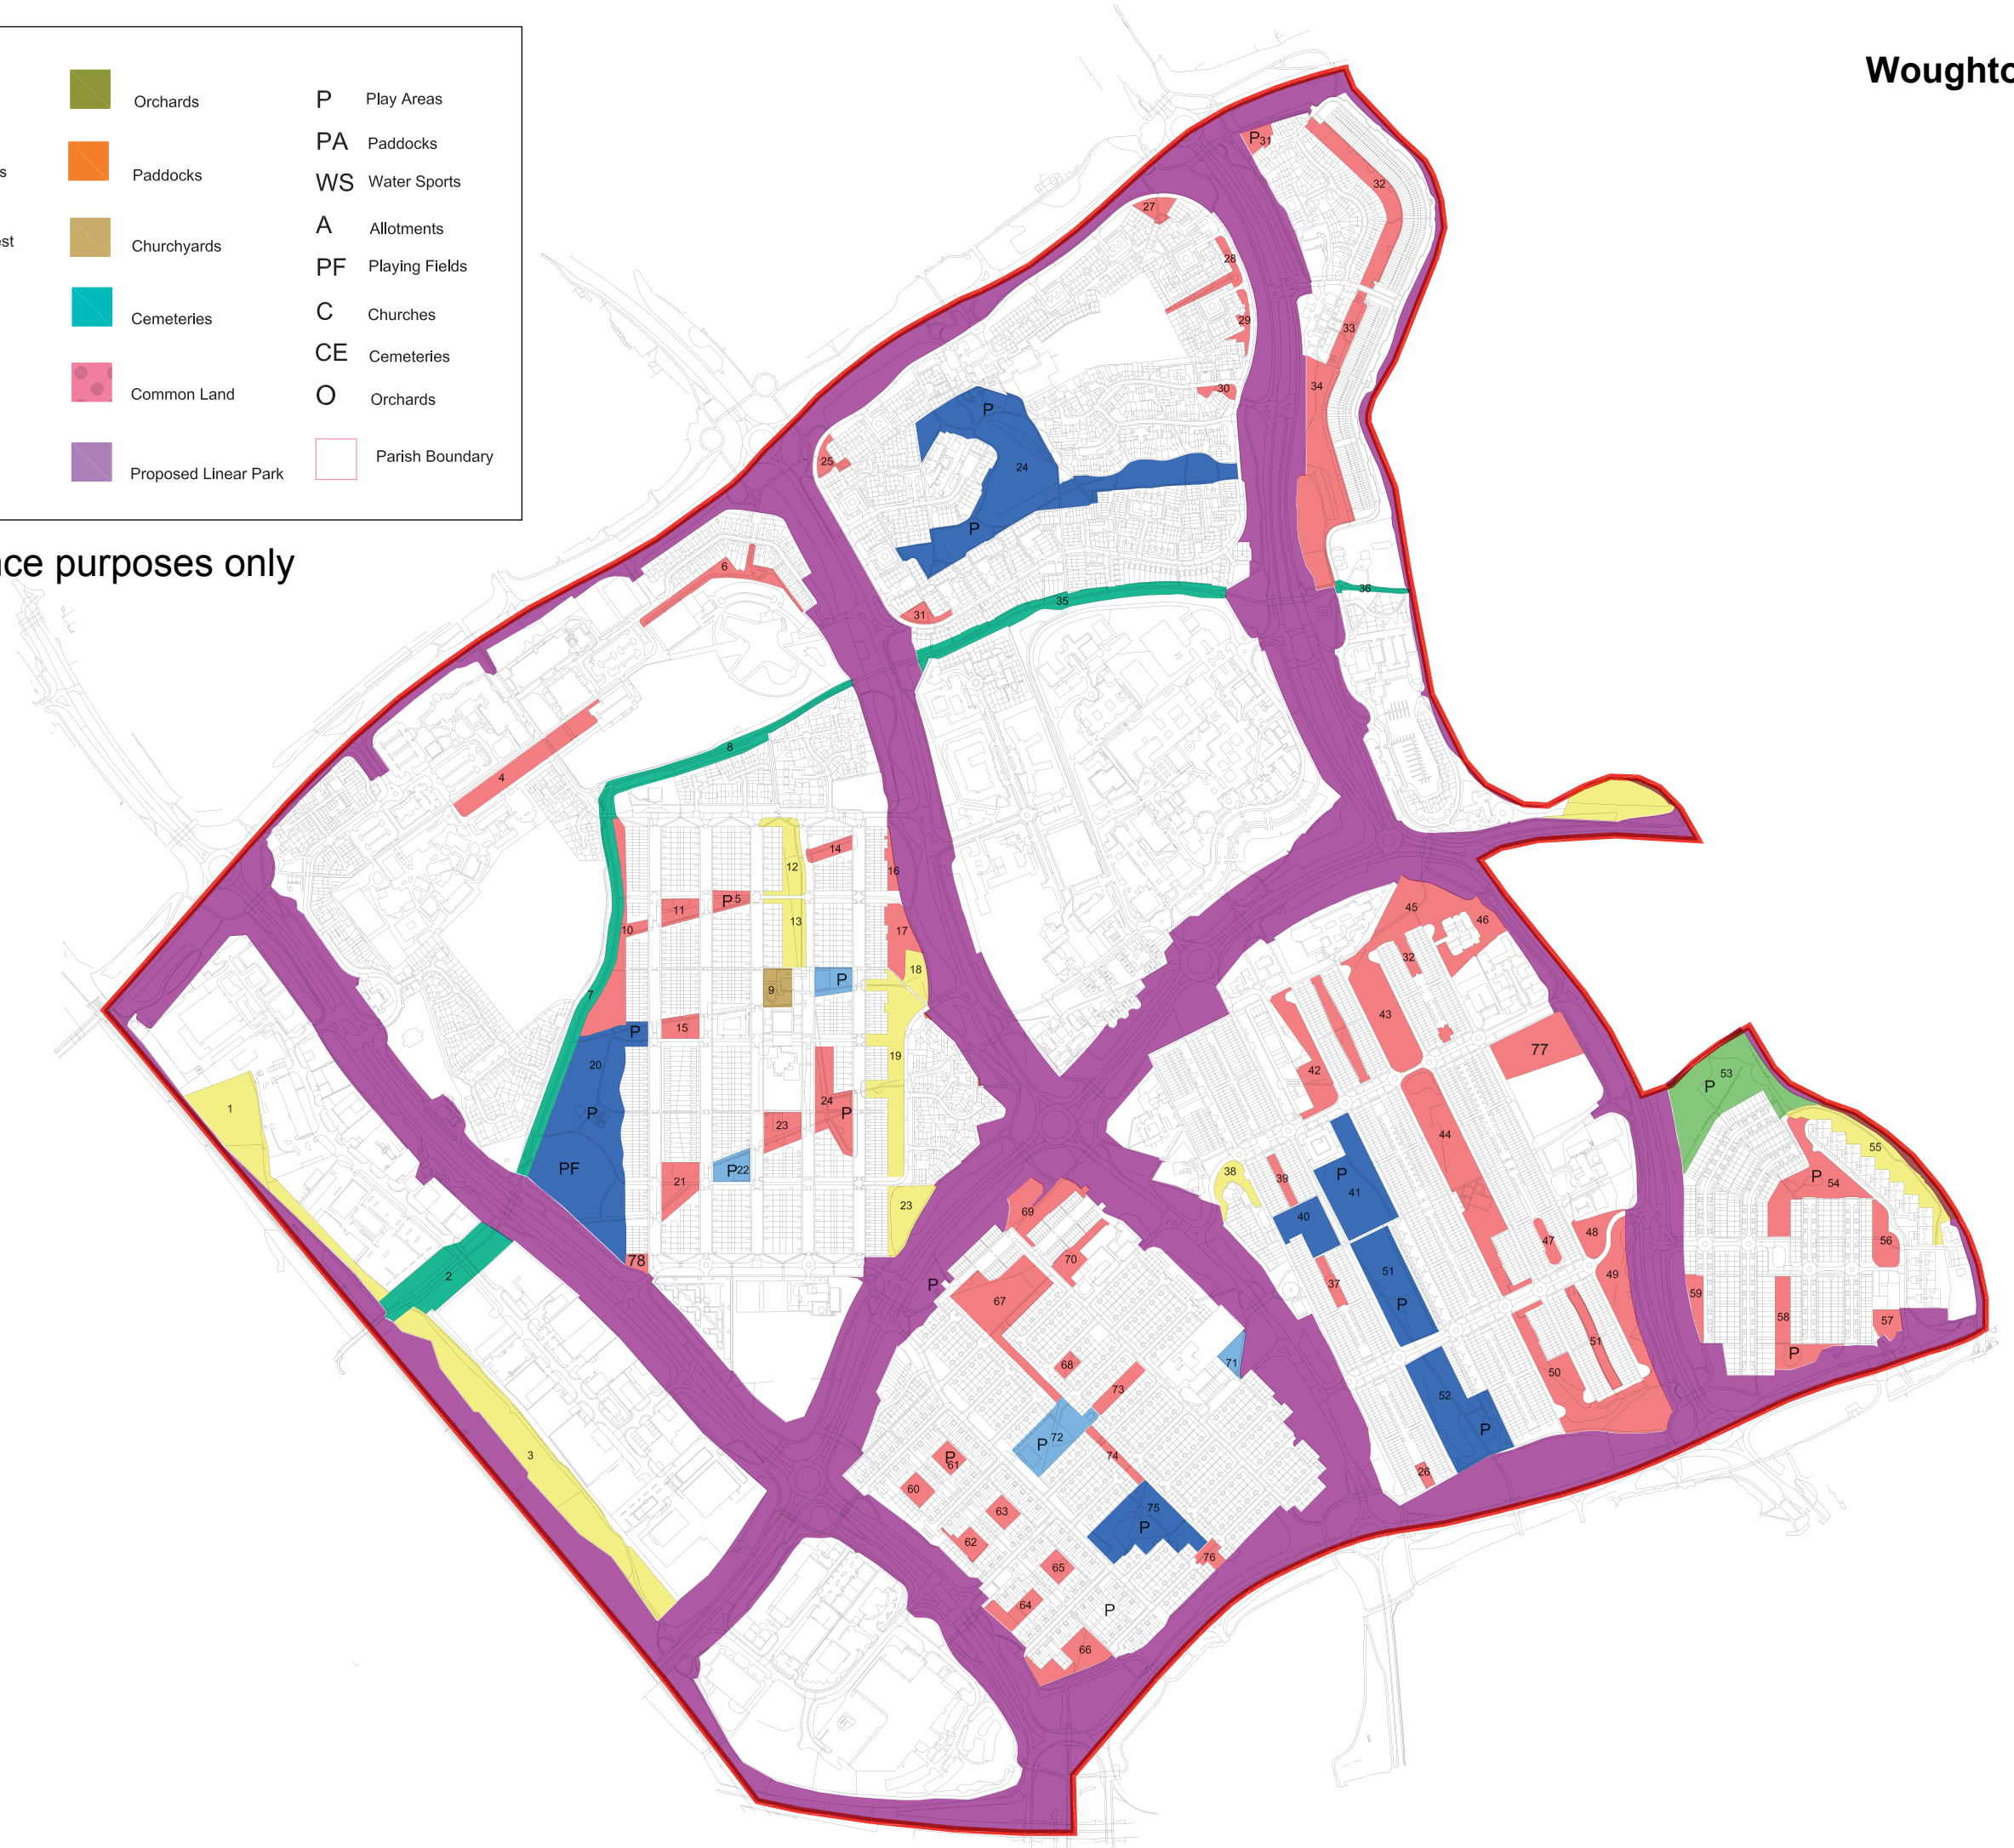 Woughto
Orchards
P Play Areas
PA Paddocks
s
Paddocks
WS Water Sports
A Allotments
est
Churchyards
PF Playing Fields
C Churches
Cemeteries
CE Cemeteries
O Orchards
Common Land
Parish Boundary
Proposed Linear Park
nce purposes only
P 31
32
27
28
29
33
30
34
P
25
24
P
6
36
35
31
8
4
12
14
16
P 5
11
10
13
17
45
46
32
18
9
P
7
15
P
43
20
19
42
77
53
P
1
24
P
P
23
44
55
PF
P 22
21
38
39
P
41
P
54
23
69
40
48
47
56
78
2
70
51
49
P
67
37
59
P
58
57
68
71
51
P
73
50
52
P
72
P
3
P
61
74
26
60
63
75
P
62
76
65
64
P
66